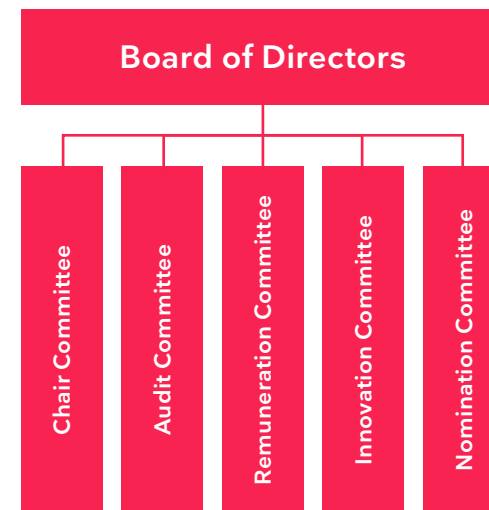 Board of Directors
Chair Committee
Audit Committee
Remuneration Committee
Innovation Committee
Nomination Committee